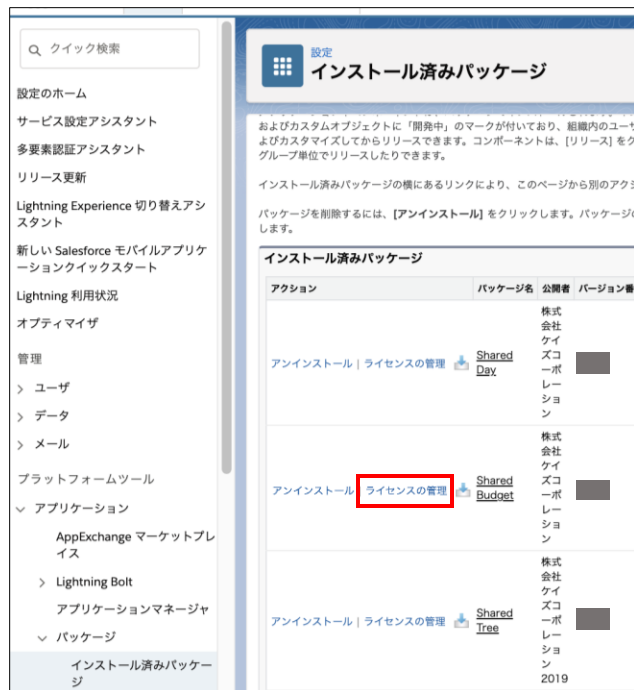 クイック検索
設定のホーム
サービス設定アシスタント
多要素認証アシスタント
リリース更新
Lightning Experience 切り替えアシ
スタント
新しい Salesforce モバイルアプリケ
ーションクイックスタート
Lightning 利用状況
オプティマイザ
管理
ユーザ
データ
メール
プラットフォームツール
アプリケーション
AppExchange マーケットプレ
イス
Lightning Bolt
アプリケーションマネージャ
パッケージ
インストール済みパッケー
ジ
設定
インストール済みパッケージ
およびカスタムオブジェクトに「開発中」のマークが付いており、組織内のユー
よびカスタマイズしてからリリースできます。コンポーネントは、[リリース] を
グループ単位でリリースしたりできます。
インストール済みパッケージの横にあるリンクにより、このページから別のアク
パッケージを削除するには、[アンインストール] をクリックします。パッケージ
します。
インストール済みパッケージ
アクション パッケージ名 公開者 バージョン番
アンインストール | ライセンスの管理
Shared
Day
株式
会社
ケイ
ズコ
ーポ
レー
ショ
ン
アンインストール | ライセンスの管理
Shared
Budget
株式
会社
ケイ
ズコ
ーポ
レー
ショ
ン
アンインストール | ライセンスの管理
Shared
Tree
株式
会社
ケイ
ズコ
ーポ
レー
ショ
ン
2019